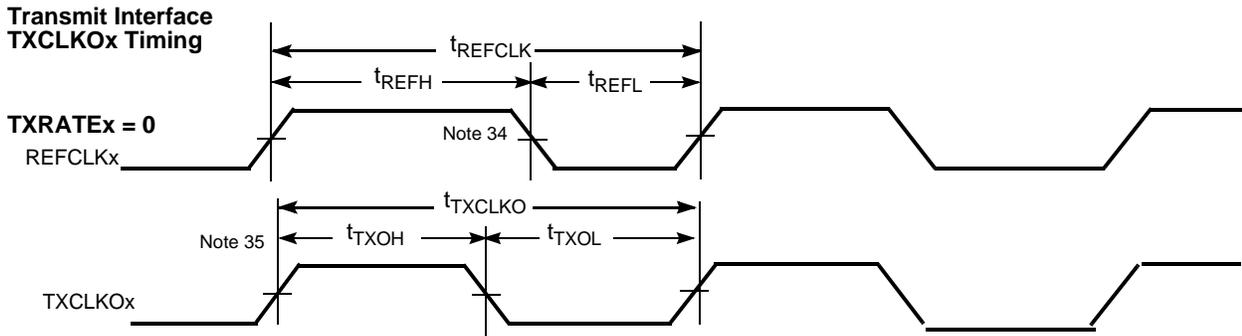 Transmit Interface
TXCLKOx Timing
tREFCLK
tREFH
tREFL
TXRATEx = 0
Note 34
REFCLKx
tTXCLKO
Note 35
tTXOH
tTXOL
TXCLKOx